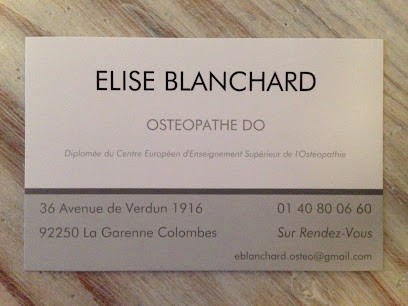 ELISE BLANCHARD
OSTEOPATHE DO
Diplomée du Centre Européen d'Enseignement Supérieur de l'Osteopathie
36 Avenue de Verdun 1916 01 40 80 06 60
92250 La Garenne Colombes Sur Rendez-Vous
eblanchard.osteo@gmail.com